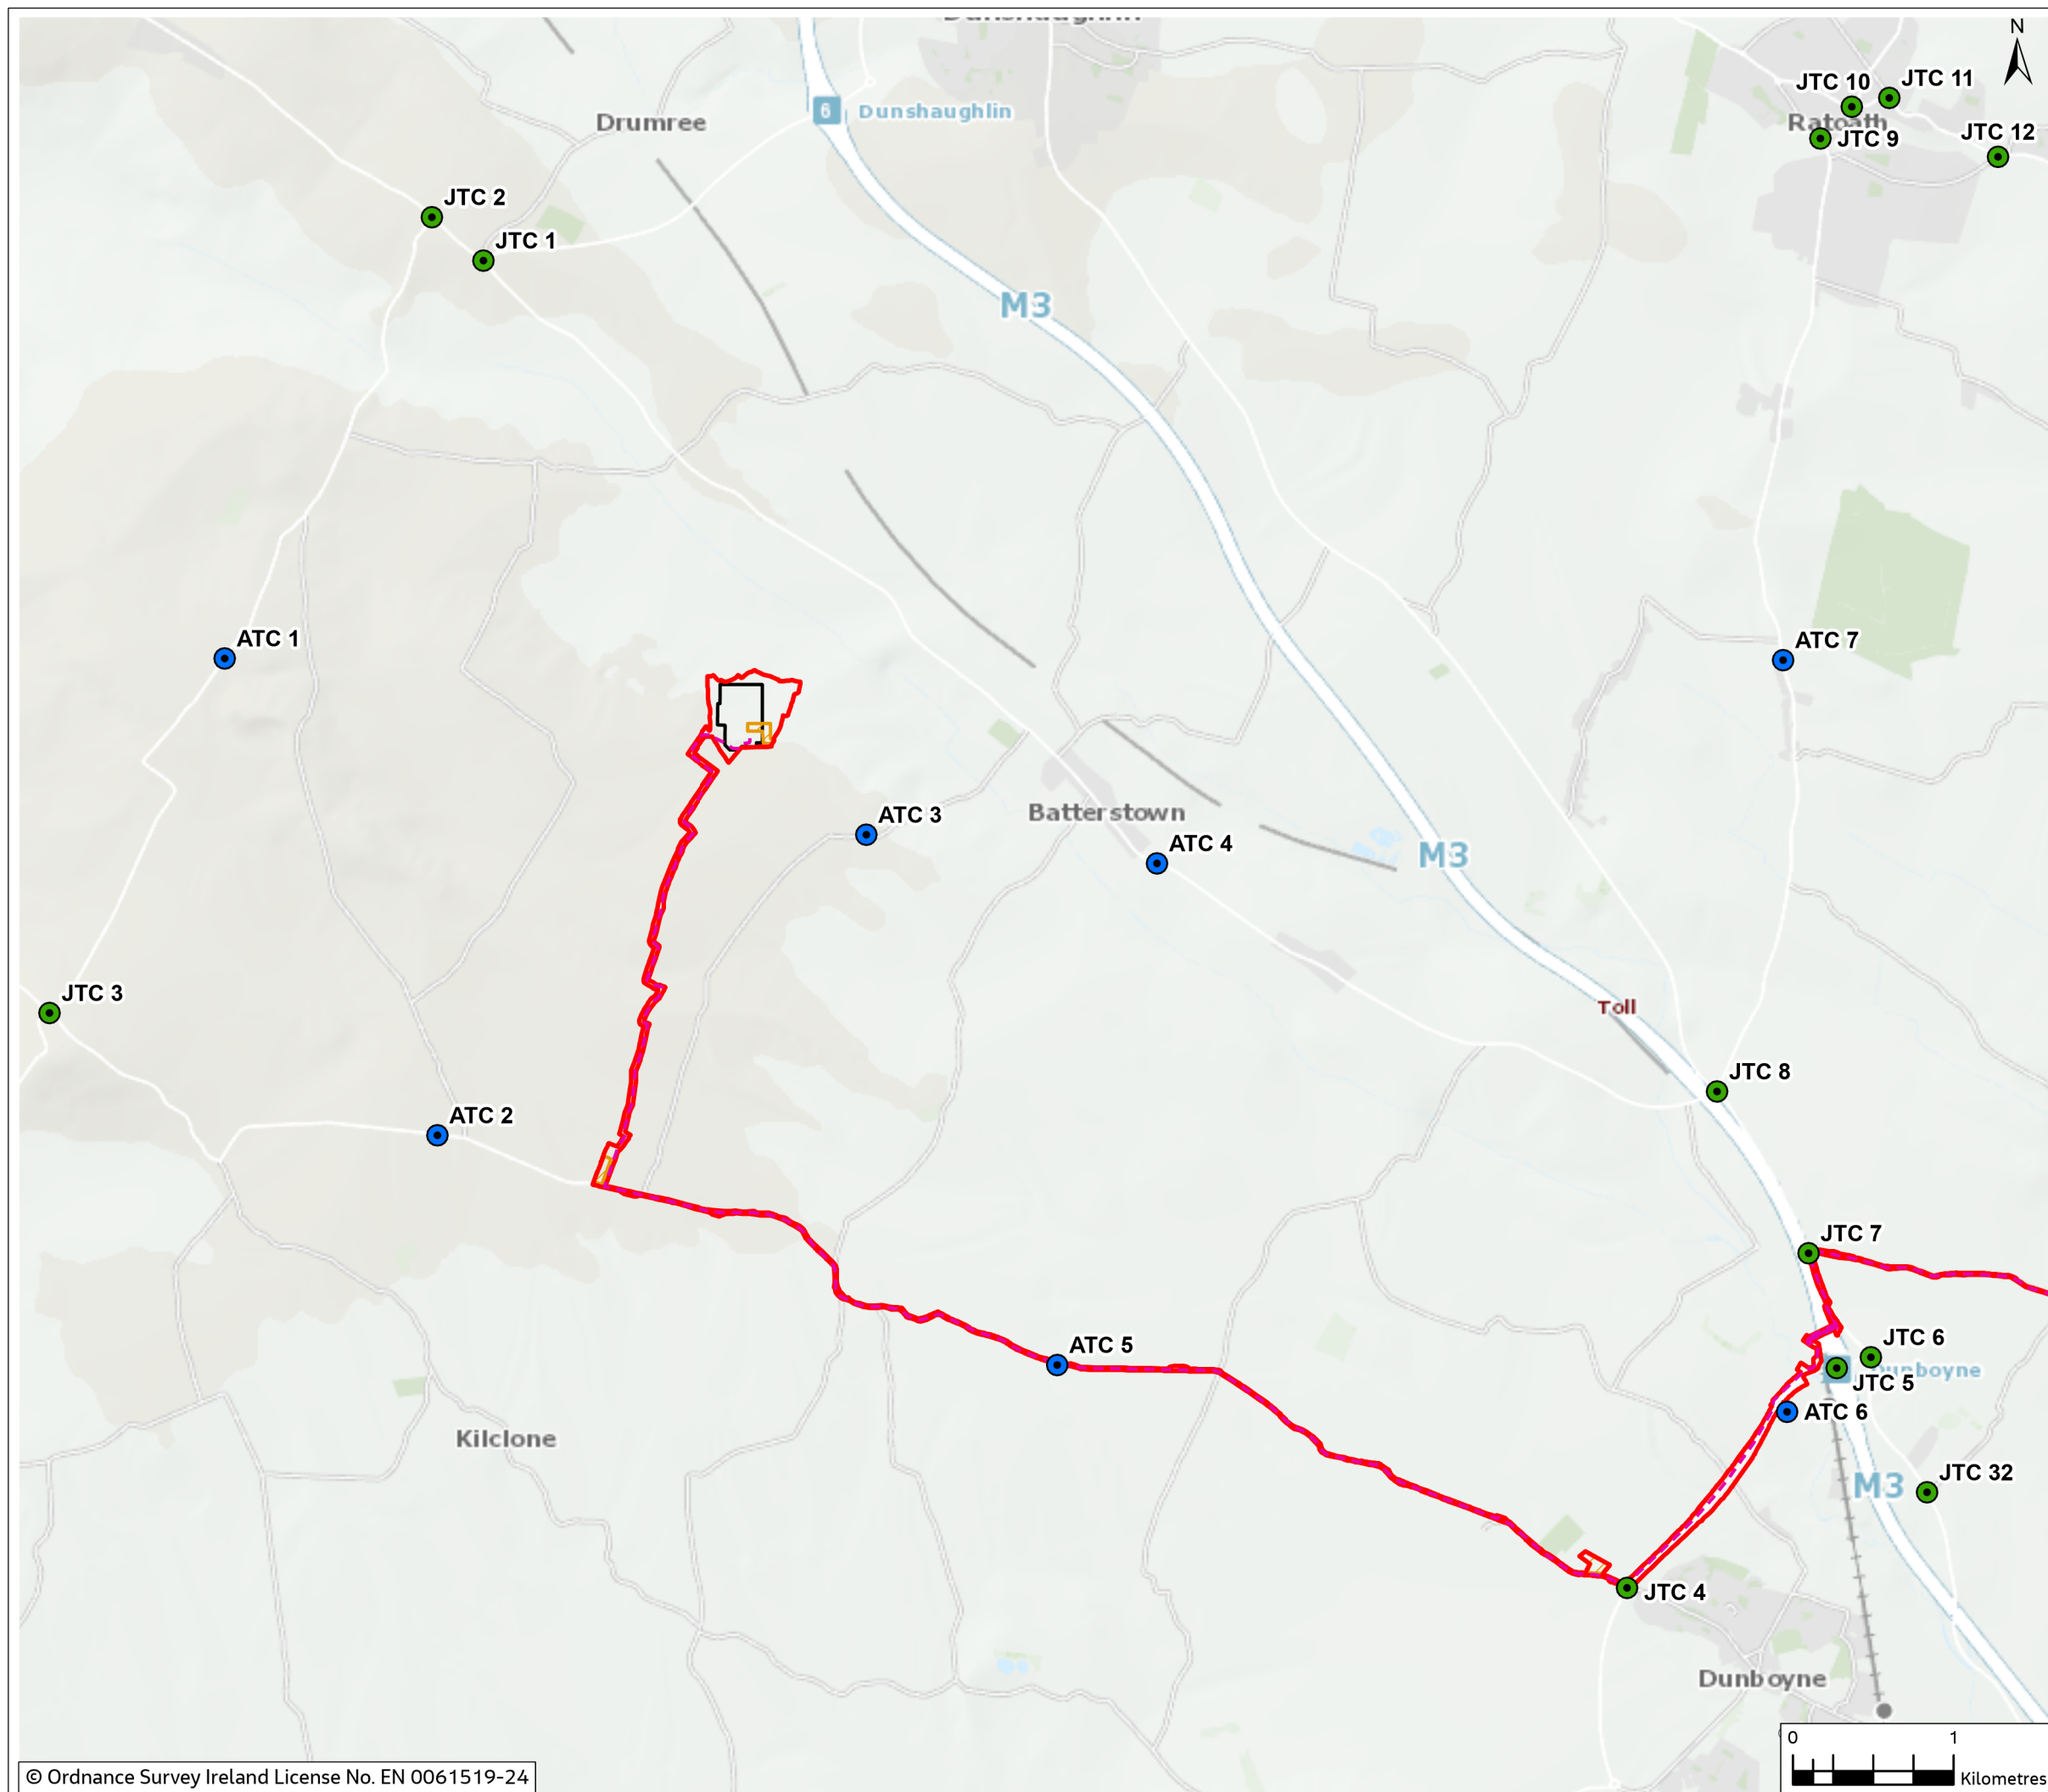 Dunshaughlin
N
JTC 10
JTC 11
6
Dunshaughlin
Drumree
Ratoath
JTC 9
JTC 12
JTC 2
JTC 1
M3
ATC 1
ATC 7
ATC 3
Batterstown
ATC 4
M3
JTC 3
Toll
JTC 8
ATC 2
JTC 7
ATC 5
JTC 6
Dunboyne
JTC 5
ATC 6
Kilclone
JTC 32
M3
JTC 4
Dunboyne
0 1
Kilometres
© Ordnance Survey Ireland License No. EN 0061519-24